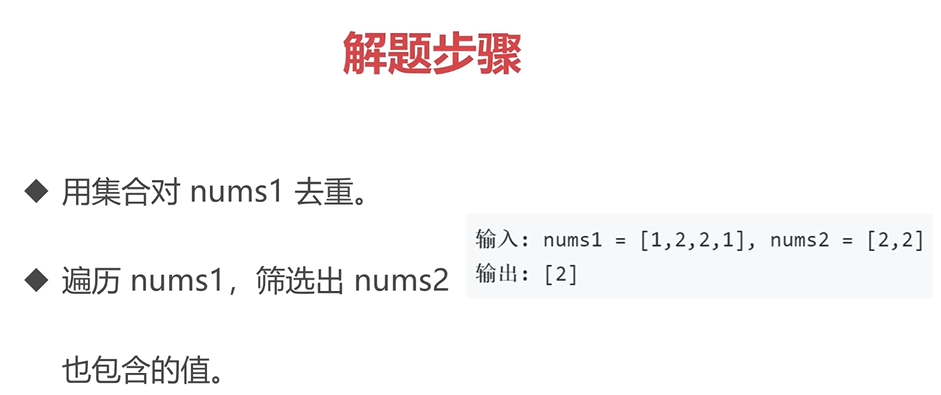 解题步骤
◆ 用集合对 nums1 去重。
◆ 遍历 nums1，筛选出 nums2
也包含的值。
输入: nums1 = [1,2,2,1], nums2 = [2,2]
输出: [2]